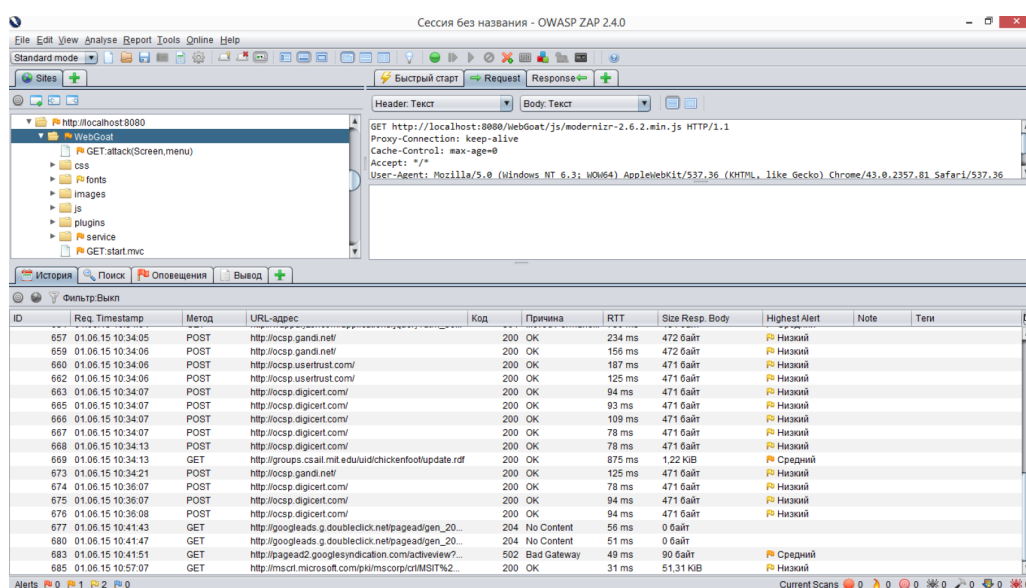 Сессия без названия - OWASP ZAP 2.4.0
File Edit View Analyse Report Tools Online Help
Standard mode
Sites
Быстрый старт Request Response
Header: Текст Body: Текст
http://localhost:8080
WebGoat
GET:attack(Screen,menu)
css
fonts
images
js
plugins
service
GET:start.mvc
GET http://localhost:8080/WebGoat/js/modernizr-2.6.2.min.js HTTP/1.1
Proxy-Connection: keep-alive
Cache-Control: max-age=0
Accept: */*
User-Agent: Mozilla/5.0 (Windows NT 6.3; WOW64) AppleWebKit/537.36 (KHTML, like Gecko) Chrome/43.0.2357.81 Safari/537.36
История Поиск Оповещения Вывод
Фильтр:Выкл
ID Req. Timestamp Метод URL-адрес Код Причина RTT Size Resp. Body Highest Alert Note Теги
657 01.06.15 10:34:05 POST http://ocsp.gandi.net/ 200 OK 234 ms 472 байт Низкий
659 01.06.15 10:34:06 POST http://ocsp.gandi.net/ 200 OK 156 ms 472 байт Низкий
660 01.06.15 10:34:06 POST http://ocsp.usertrust.com/ 200 OK 187 ms 471 байт Низкий
662 01.06.15 10:34:06 POST http://ocsp.usertrust.com/ 200 OK 125 ms 471 байт Низкий
663 01.06.15 10:34:07 POST http://ocsp.digicert.com/ 200 OK 94 ms 471 байт Низкий
665 01.06.15 10:34:07 POST http://ocsp.digicert.com/ 200 OK 93 ms 471 байт Низкий
666 01.06.15 10:34:07 POST http://ocsp.digicert.com/ 200 OK 109 ms 471 байт Низкий
667 01.06.15 10:34:07 POST http://ocsp.digicert.com/ 200 OK 78 ms 471 байт Низкий
668 01.06.15 10:34:13 POST http://ocsp.digicert.com/ 200 OK 78 ms 471 байт Низкий
669 01.06.15 10:34:13 GET http://groups.csail.mit.edu/uid/chickenfoot/update.rdf 200 OK 875 ms 1,22 KiB Средний
673 01.06.15 10:34:21 POST http://ocsp.gandi.net/ 200 OK 125 ms 471 байт Низкий
674 01.06.15 10:36:07 POST http://ocsp.digicert.com/ 200 OK 78 ms 471 байт Низкий
675 01.06.15 10:36:07 POST http://ocsp.digicert.com/ 200 OK 94 ms 471 байт Низкий
676 01.06.15 10:36:08 POST http://ocsp.digicert.com/ 200 OK 94 ms 471 байт Низкий
677 01.06.15 10:41:43 GET http://googleads.g.doubleclick.net/pagead/gen_20... 204 No Content 56 ms 0 байт
680 01.06.15 10:41:47 GET http://googleads.g.doubleclick.net/pagead/gen_20... 204 No Content 51 ms 0 байт
683 01.06.15 10:41:51 GET http://pagead2.googlesyndication.com/activeview?... 502 Bad Gateway 49 ms 90 байт Средний
685 01.06.15 10:57:07 GET http://mscrl.microsoft.com/pki/mscorp/crl/MSIT%2... 200 OK 31 ms 51,31 KiB Низкий
Alerts 0 1 2 0 Current Scans 0 0 0 0 0 0